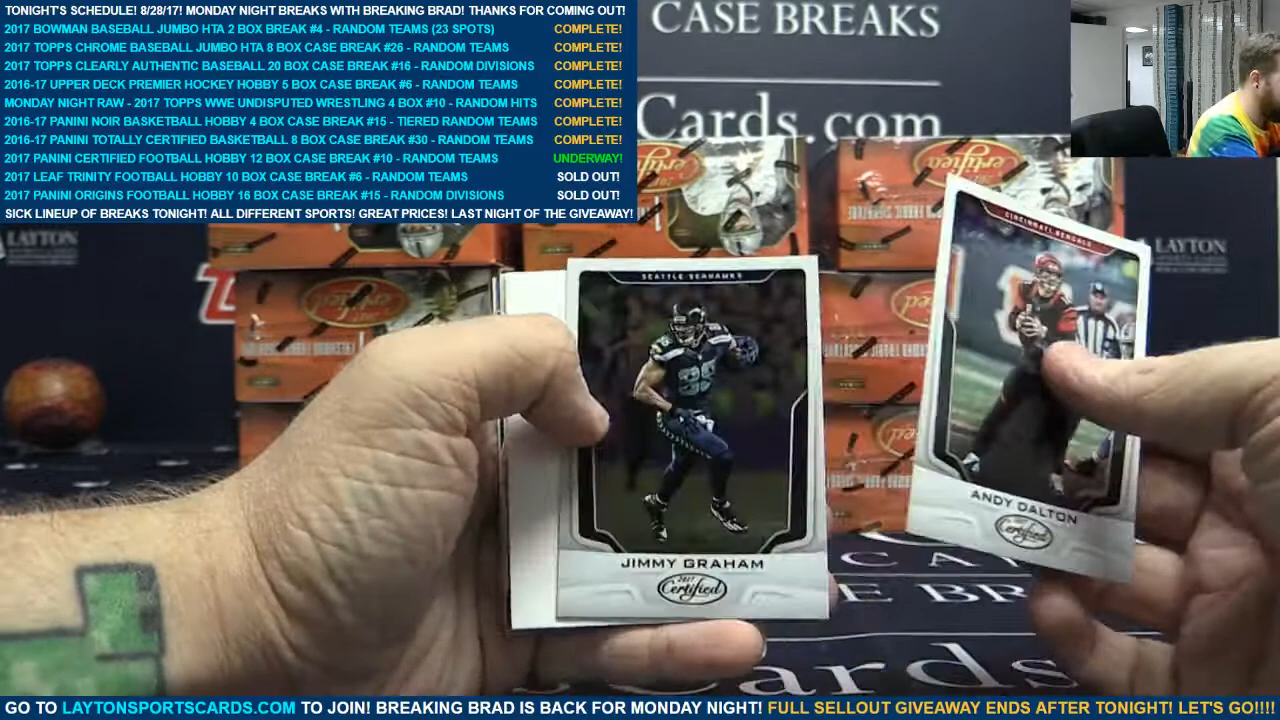 TONIGHT'S SCHEDULE! 8/28/17! MONDAY NIGHT BREAKS WITH BREAKING BRAD! THANKS FOR COMING OUT!
2017 BOWMAN BASEBALL JUMBO HTA 2 BOX BREAK #4 - RANDOM TEAMS (23 SPOTS) COMPLETE!
2017 TOPPS CHROME BASEBALL JUMBO HTA 8 BOX CASE BREAK #26 - RANDOM TEAMS COMPLETE!
2017 TOPPS CLEARLY AUTHENTIC BASEBALL 20 BOX CASE BREAK #16 - RANDOM DIVISIONS COMPLETE!
2016-17 UPPER DECK PREMIER HOCKEY HOBBY 5 BOX CASE BREAK #6 - RANDOM TEAMS COMPLETE!
MONDAY NIGHT RAW - 2017 TOPPS WWE UNDISPUTED WRESTLING 4 BOX #10 - RANDOM HITS COMPLETE!
2016-17 PANINI NOIR BASKETBALL HOBBY 4 BOX CASE BREAK #15 - TIERED RANDOM TEAMS COMPLETE!
2016-17 PANINI TOTALLY CERTIFIED BASKETBALL 8 BOX CASE BREAK #30 - RANDOM TEAMS COMPLETE!
2017 PANINI CERTIFIED FOOTBALL HOBBY 12 BOX CASE BREAK #10 - RANDOM TEAMS UNDERWAY!
2017 LEAF TRINITY FOOTBALL HOBBY 10 BOX CASE BREAK #6 - RANDOM TEAMS SOLD OUT!
2017 PANINI ORIGINS FOOTBALL HOBBY 16 BOX CASE BREAK #15 - RANDOM DIVISIONS SOLD OUT!
SICK LINEUP OF BREAKS TONIGHT! ALL DIFFERENT SPORTS! GREAT PRICES! LAST NIGHT OF THE GIVEAWAY!
CASE BREAKS
Cards.com
LAYTON
LAYTON
Certified
Certified
Certified
CINCINNATI BENGALS
ANDY DALTON
Certified
SEATTLE SEAHAWKS
JIMMY GRAHAM
2017
Certified
CA
E BR
Cards
GO TO LAYTONSPORTSCARDS.COM TO JOIN! BREAKING BRAD IS BACK FOR MONDAY NIGHT! FULL SELLOUT GIVEAWAY ENDS AFTER TONIGHT! LET'S GO!!!!